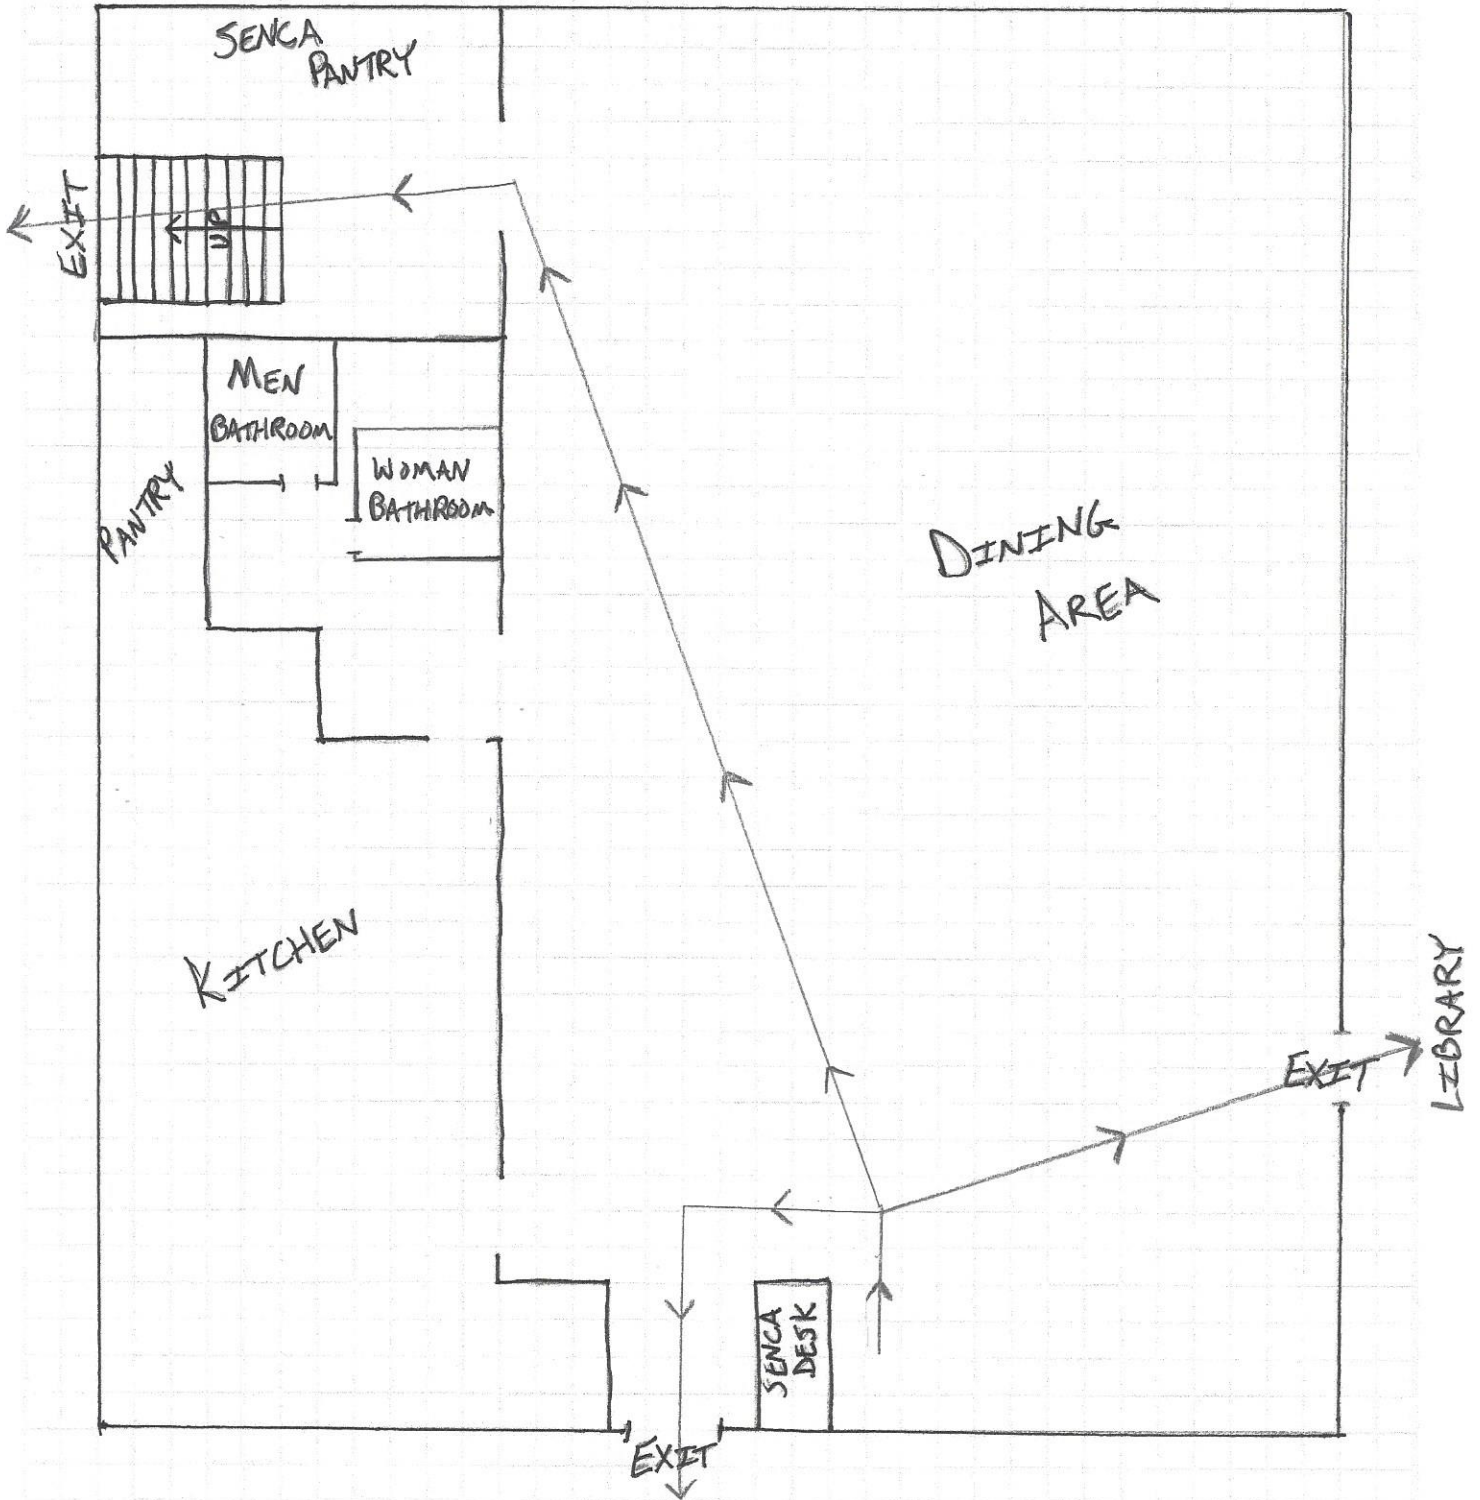 SENCA
PANTRY
EXIT
UP
MEN
BATHROOM
WOMAN
BATHROOM
PANTRY
DINING
AREA
KITCHEN
EXIT
LIBRARY
SENCA
DESK
EXIT